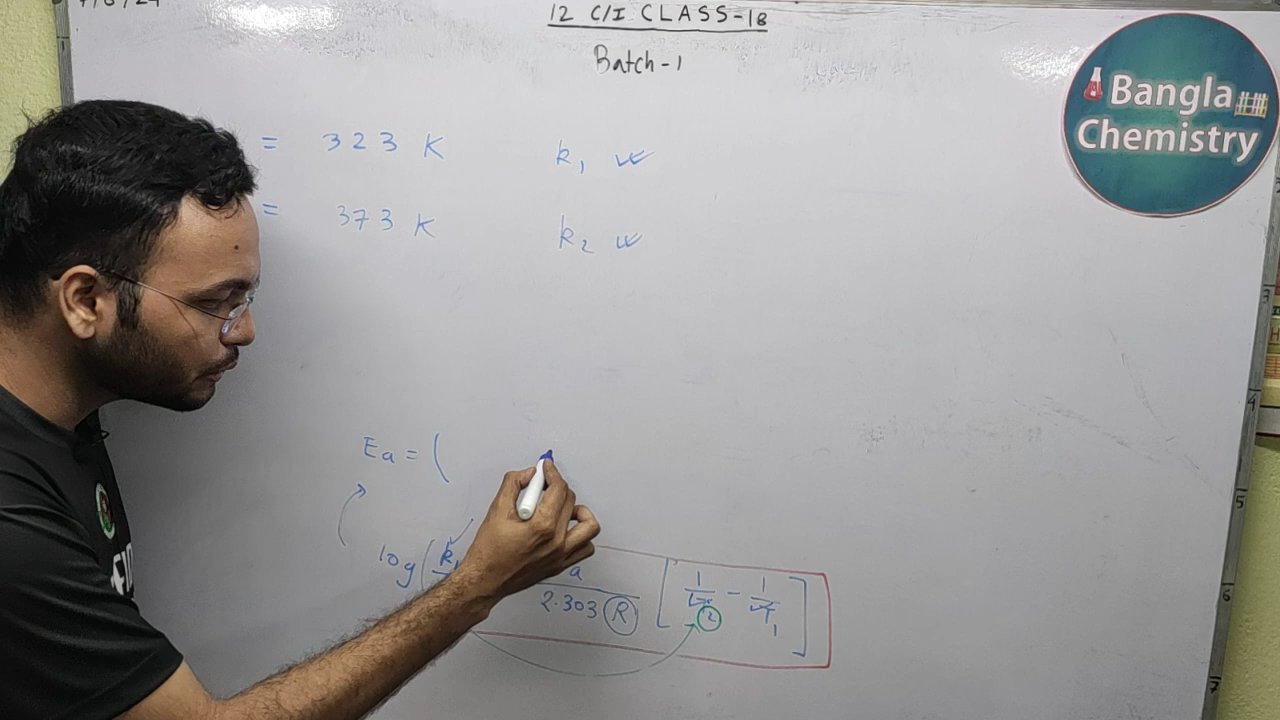 12 C/I CLASS-18
Batch-1
Bangla
Chemistry
= 323 K k₁
= 373 K k₂
Ea = (
log ( k₁
a
2.303 R [ 1/T₂ - 1/T₁ ]